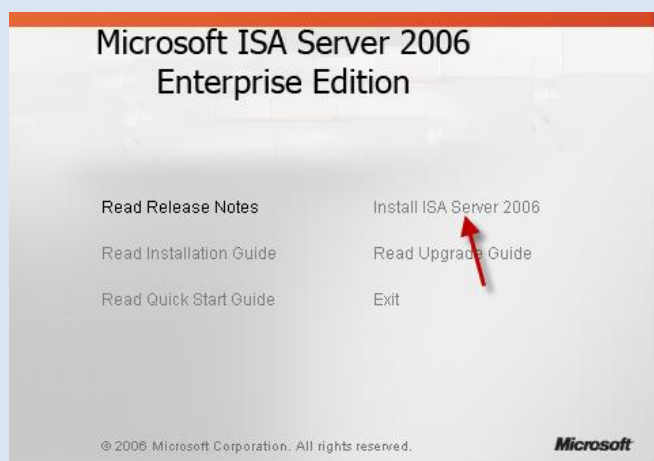 Microsoft ISA Server 2006
Enterprise Edition
Read Release Notes
Install ISA Server 2006
Read Installation Guide
Read Upgrade Guide
Read Quick Start Guide
Exit
© 2006 Microsoft Corporation. All rights reserved.
Microsoft